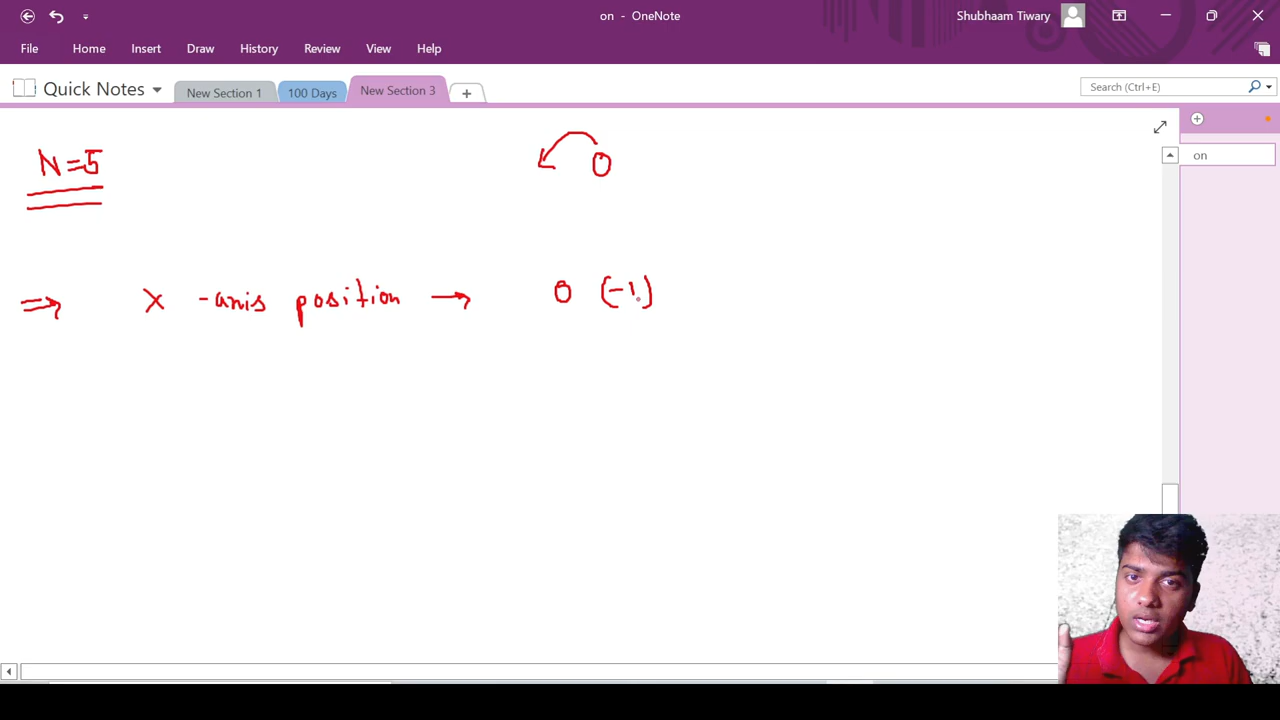 on - OneNote
Shubhaam Tiwary
File Home Insert Draw History Review View Help
Quick Notes New Section 1 100 Days New Section 3
Search (Ctrl+E)
on
N=5 0
⇒ X -axis position → 0 (-1)